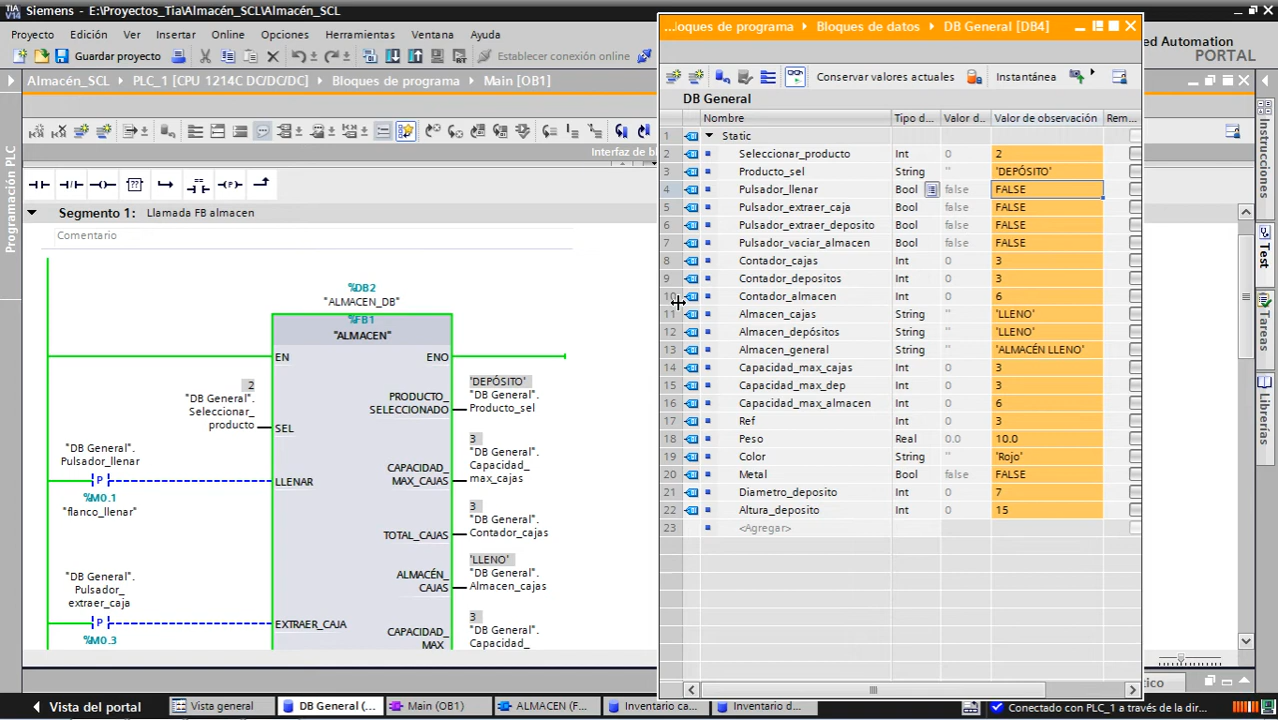 TIA
V14
Siemens - E:\Proyectos_Tia\Almacén_SCL\Almacén_SCL
Proyecto Edición Ver Insertar Online Opciones Herramientas Ventana Ayuda
Guardar proyecto
Establecer conexión online
ed Automation
PORTAL
Almacén_SCL PLC_1 [CPU 1214C DC/DC/DC] Bloques de programa Main [OB1]
Interfaz de bl
Segmento 1: Llamada FB almacen
Comentario
%DB2
"ALMACEN_DB"
%FB1
"ALMACEN"
EN ENO
2
"DB General".
Seleccionar_
producto
SEL
PRODUCTO_
SELECCIONADO
'DEPÓSITO'
"DB General".
Producto_sel
"DB General".
Pulsador_llenar
P
LLENAR
%M0.1
"flanco_llenar"
CAPACIDAD_
MAX_CAJAS
3
"DB General".
Capacidad_
max_cajas
TOTAL_CAJAS
3
"DB General".
Contador_cajas
ALMACÉN_
CAJAS
'LLENO'
"DB General".
Almacen_cajas
"DB General".
Pulsador_
extraer_caja
P
EXTRAER_CAJA
%M0.3
CAPACIDAD_
MAX_
3
"DB General".
Capacidad_
...loques de programa Bloques de datos DB General [DB4]
Conservar valores actuales Instantánea
DB General
Nombre Tipo d... Valor d... Valor de observación Rem...
1 Static
2 Seleccionar_producto Int 0 2
3 Producto_sel String '' 'DEPÓSITO'
4 Pulsador_llenar Bool false FALSE
5 Pulsador_extraer_caja Bool false FALSE
6 Pulsador_extraer_deposito Bool false FALSE
7 Pulsador_vaciar_almacen Bool false FALSE
8 Contador_cajas Int 0 3
9 Contador_depositos Int 0 3
10 Contador_almacen Int 0 6
11 Almacen_cajas String '' 'LLENO'
12 Almacen_depósitos String '' 'LLENO'
13 Almacen_general String '' 'ALMACÉN LLENO'
14 Capacidad_max_cajas Int 0 3
15 Capacidad_max_dep Int 0 3
16 Capacidad_max_almacen Int 0 6
17 Ref Int 0 3
18 Peso Real 0.0 10.0
19 Color String '' 'Rojo'
20 Metal Bool false FALSE
21 Diametro_deposito Int 0 7
22 Altura_deposito Int 0 15
23 <Agregar>
Programación PLC
Instrucciones
Test
Tareas
Librerías
ico
Vista del portal Vista general DB General (... Main (OB1) ALMACEN (F... Inventario ca... Inventario d...
Conectado con PLC_1 a través de la dir...